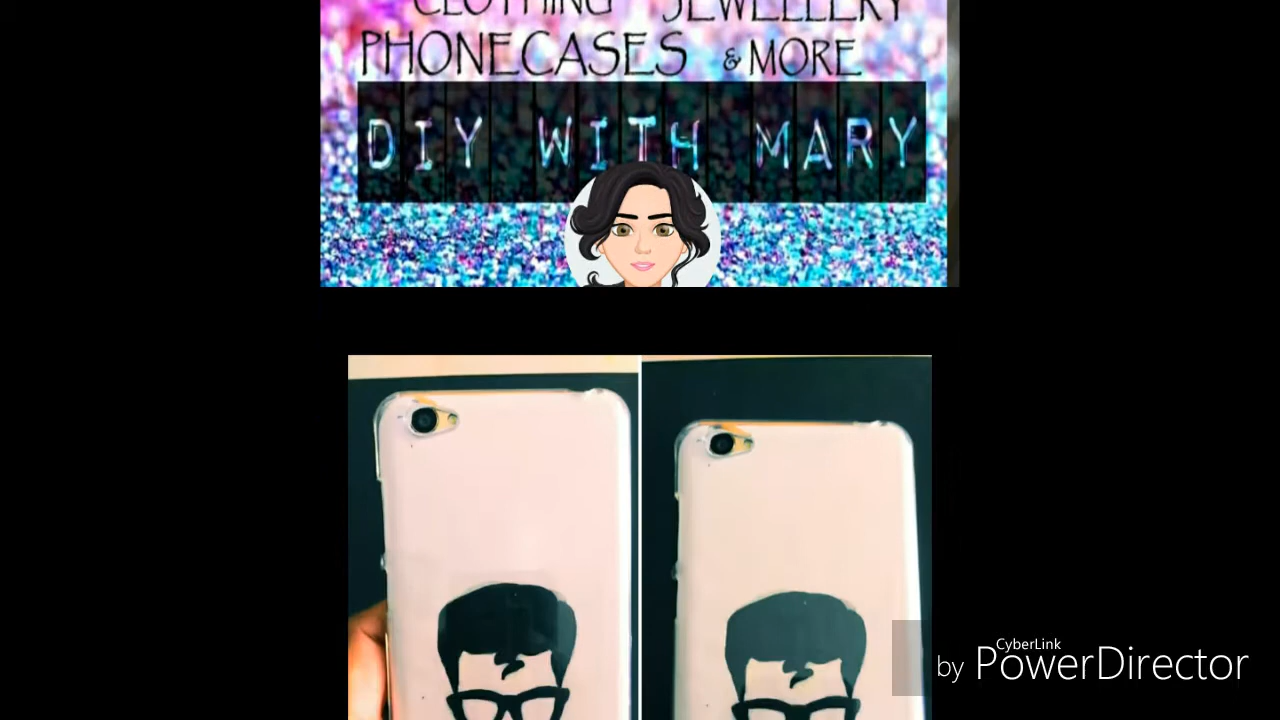 CLOTHING JEWELLERY
PHONECASES & MORE
DIY WITH MARY
CyberLink
by PowerDirector